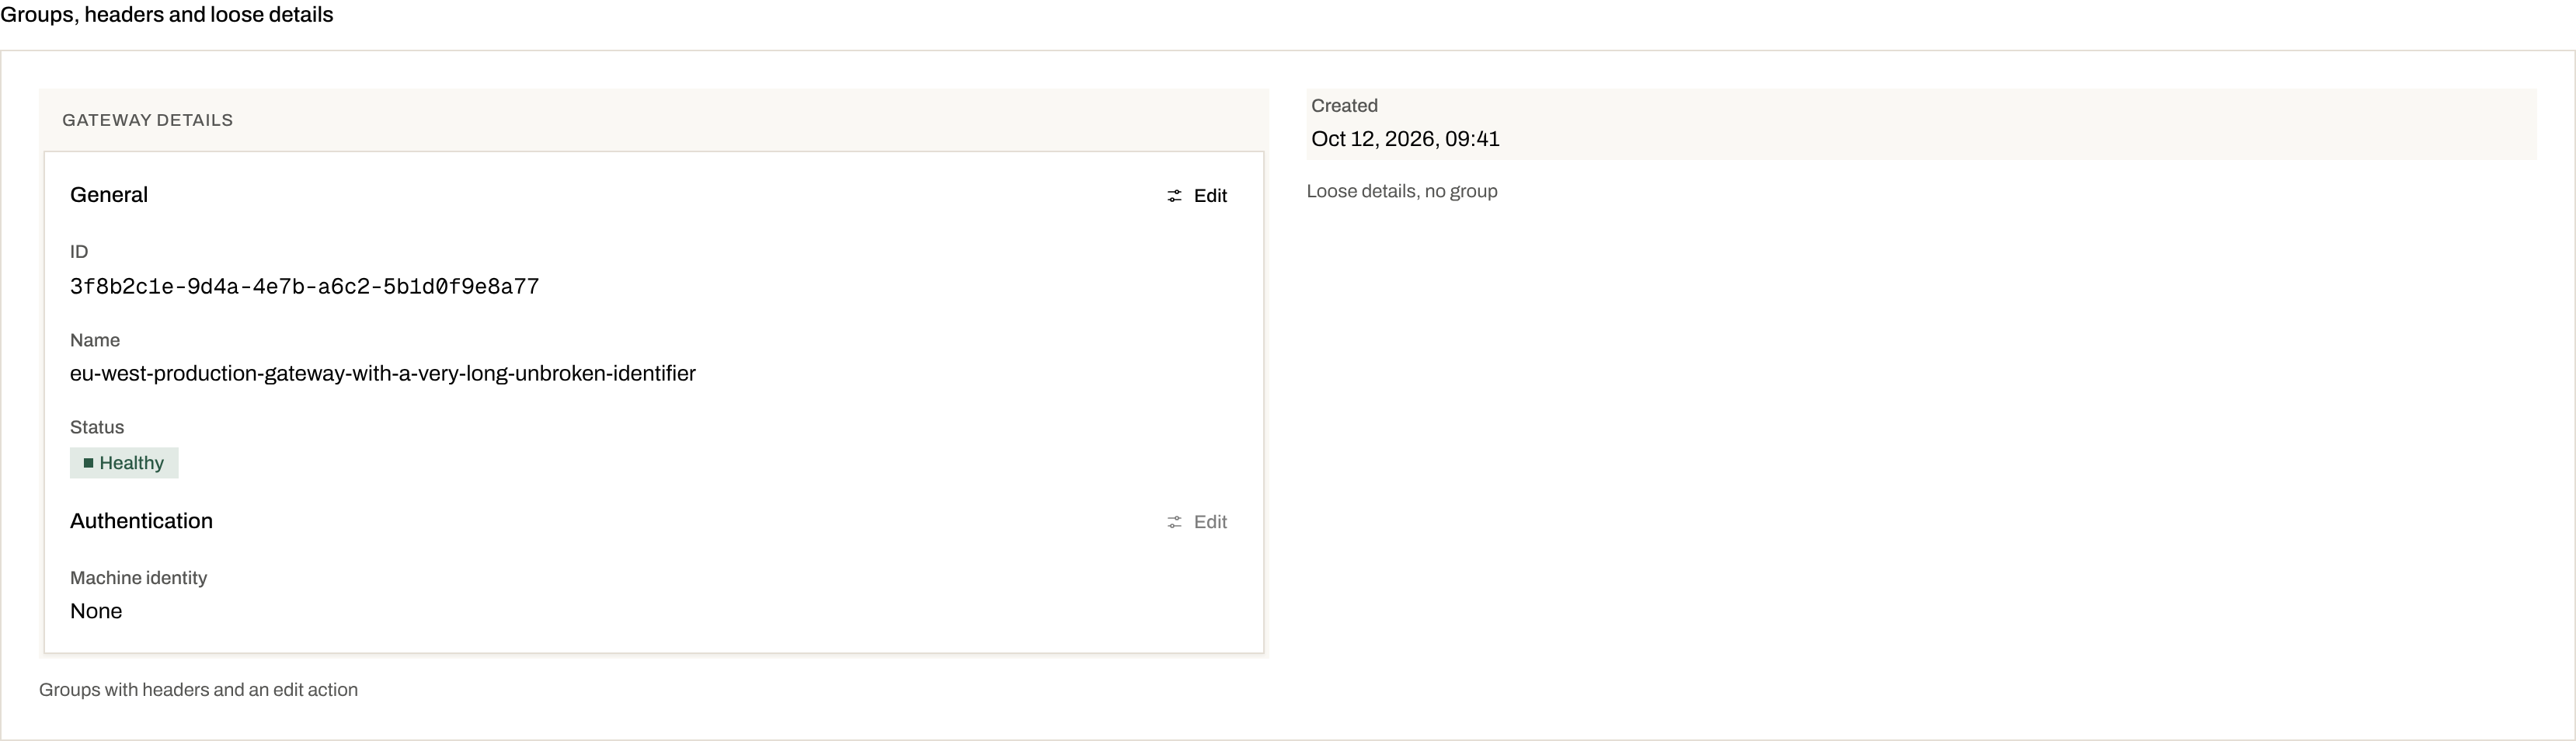 Groups, headers and loose details
GATEWAY DETAILS
General
Edit
ID
3f8b2c1e-9d4a-4e7b-a6c2-5b1d0f9e8a77
Name
eu-west-production-gateway-with-a-very-long-unbroken-identifier
Status
Healthy
Authentication
Edit
Machine identity
None
Groups with headers and an edit action
Created
Oct 12, 2026, 09:41
Loose details, no group